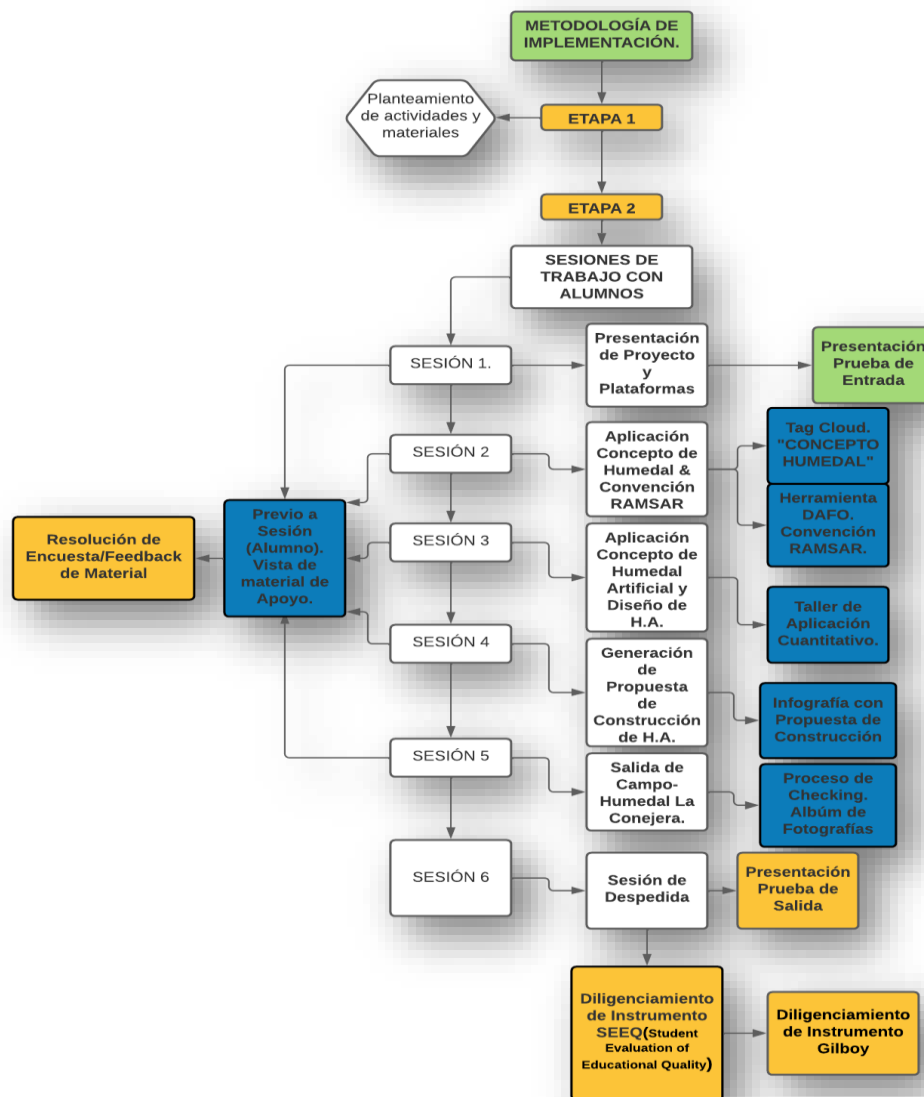 METODOLOGÍA DE
IMPLEMENTACIÓN.
Planteamiento
de actividades y
materiales
ETAPA 1
ETAPA 2
SESIONES DE
TRABAJO CON
ALUMNOS
SESIÓN 1.
Presentación
de Proyecto
y
Plataformas
Presentación
Prueba de
Entrada
SESIÓN 2
Aplicación
Concepto de
Humedal &
Convención
RAMSAR
Tag Cloud.
"CONCEPTO
HUMEDAL"
Herramienta
DAFO.
Convención
RAMSAR.
Resolución de
Encuesta/Feedback
de Material
Previo a
Sesión
(Alumno).
Vista de
material de
Apoyo.
SESIÓN 3
Aplicación
Concepto de
Humedal
Artificial y
Diseño de
H.A.
Taller de
Aplicación
Cuantitativo.
SESIÓN 4
Generación
de
Propuesta
de
Construcción
de H.A.
Infografía con
Propuesta de
Construcción
SESIÓN 5
Salida de
Campo-
Humedal La
Conejera.
Proceso de
Checking.
Albúm de
Fotografías
SESIÓN 6
Sesión de
Despedida
Presentación
Prueba de
Salida
Diligenciamiento
de Instrumento
SEEQ(Student
Evaluation of
Educational Quality)
Diligenciamiento
de Instrumento
Gilboy